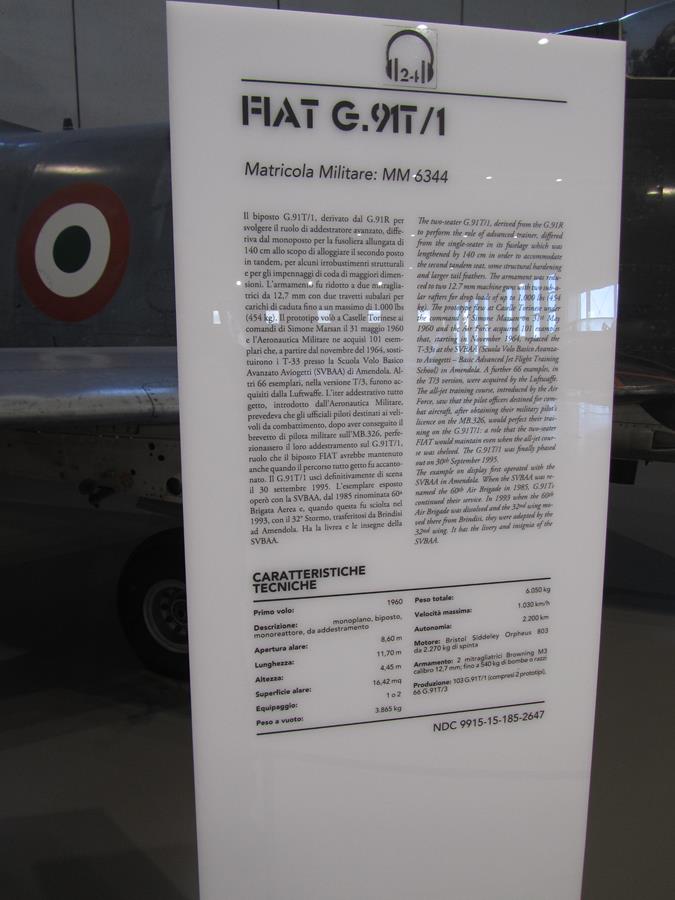 24
FIAT G.91T/1
Matricola Militare: MM 6344
Il biposto G.91T/1, derivato dal G.91R per
svolgere il ruolo di addestratore avanzato, diffe-
riva dal monoposto per la fusoliera allungata di
140 cm allo scopo di alloggiare il secondo posto
in tandem, per alcuni irrobustimenti strutturali
e per gli impennaggi di coda di maggiori dimen-
sioni. L'armamento fu ridotto a due mitraglia-
trici da 12,7 mm con due travetti subalari per
carichi di caduta fino a un massimo di 1.000 lbs
(454 kg). Il prototipo volò a Caselle Torinese ai
comandi di Simone Marsan il 31 maggio 1960
e l'Aeronautica Militare ne acquisì 101 esem-
plari che, a partire dal novembre 1964, sosti-
tuirono i T-33 presso la Scuola Volo Basico
Avanzato Aviogetti (SVBAA) di Amendola. Al-
tri 66 esemplari, nella versione T/3, furono ac-
quisiti dalla Luftwaffe. L'iter addestrativo tutto
getto, introdotto dall'Aeronautica Militare,
prevedeva che gli ufficiali piloti destinati ai veli-
voli da combattimento, dopo aver conseguito il
brevetto di pilota militare sull'MB.326, perfe-
zionassero il loro addestramento sul G.91T/1,
ruolo che il biposto FIAT avrebbe mantenuto
anche quando il percorso tutto getto fu accanto-
nato. Il G.91T/1 uscì definitivamente di scena
il 30 settembre 1995. L'esemplare esposto
operò con la SVBAA, dal 1985 rinominata 60ª
Brigata Aerea e, quando questa fu sciolta nel
1993, con il 32° Stormo, trasferitosi da Brindisi
ad Amendola. Ha la livrea e le insegne della
SVBAA.
The two-seater G.91T/1, derived from the G.91R
to perform the role of advanced trainer, differed
from the single-seater in its fuselage which was
lengthened by 140 cm in order to accommodate
the second tandem seat, some structural hardening
and larger tail feathers. The armament was redu-
ced to two 12.7 mm machine guns with two sub-a-
lar rafters for drop loads of up to 1,000 lbs (454
kg). The prototype flew at Caselle Torinese under
the command of Simone Marsan on 31st May
1960 and the Air Force acquired 101 models
that, starting in November 1964, replaced the
T-33s at the SVBAA (Scuola Volo Basico Avanza-
to Aviogetti – Basic Advanced Jet Flight Training
School) in Amendola. A further 66 examples, in
the T/3 version, were acquired by the Luftwaffe.
The all-jet training course, introduced by the Air
Force, saw that the pilot officers destined for com-
bat aircraft, after obtaining their military pilot's
licence on the MB.326, would perfect their trai-
ning on the G.91T/1: a role that the two-seater
FIAT would maintain even when the all-jet cour-
se was shelved. The G.91T/1 was finally phased
out on 30th September 1995.
The example on display first operated with the
SVBAA in Amendola. When the SVBAA was re-
named the 60th Air Brigade in 1985, G.91Ts
continued their service. In 1993 when the 60th
Air Brigade was dissolved and the 32nd wing mo-
ved there from Brindisi, they were adopted by the
32nd wing. It has the livery and insignia of the
SVBAA.
CARATTERISTICHE
TECNICHE
Primo volo: 1960
Descrizione: monoplano, biposto,
monoreattore, da addestramento
Apertura alare: 8,60 m
Lunghezza: 11,70 m
Altezza: 4,45 m
Superficie alare: 16,42 mq
Equipaggio: 1 o 2
Peso a vuoto: 3.865 kg
Peso totale: 6.050 kg
Velocità massima: 1.030 km/h
Autonomia: 2.200 km
Motore: Bristol Siddeley Orpheus 803
da 2.270 kg di spinta
Armamento: 2 mitragliatrici Browning M3
calibro 12,7 mm; fino a 540 kg di bombe o razzi
Produzione: 103 G.91T/1 (compresi 2 prototipi),
66 G.91T/3
NDC 9915-15-185-2647